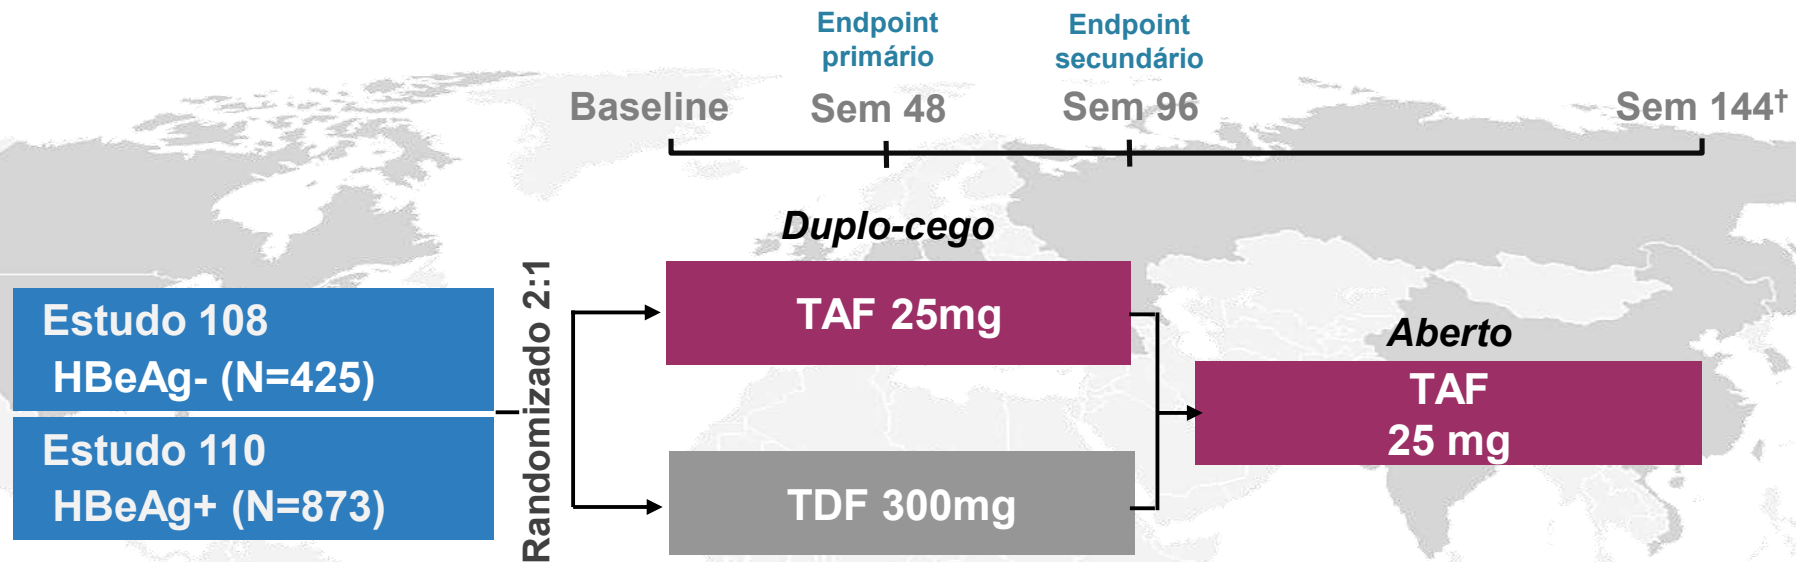 Endpoint
primário
Endpoint
secundário
Baseline
Sem 48
Sem 96
Sem 144†
Duplo-cego
Estudo 108
HBeAg- (N=425)
Estudo 110
HBeAg+ (N=873)
Randomizado 2:1
TAF 25mg
TDF 300mg
Aberto
TAF
25 mg